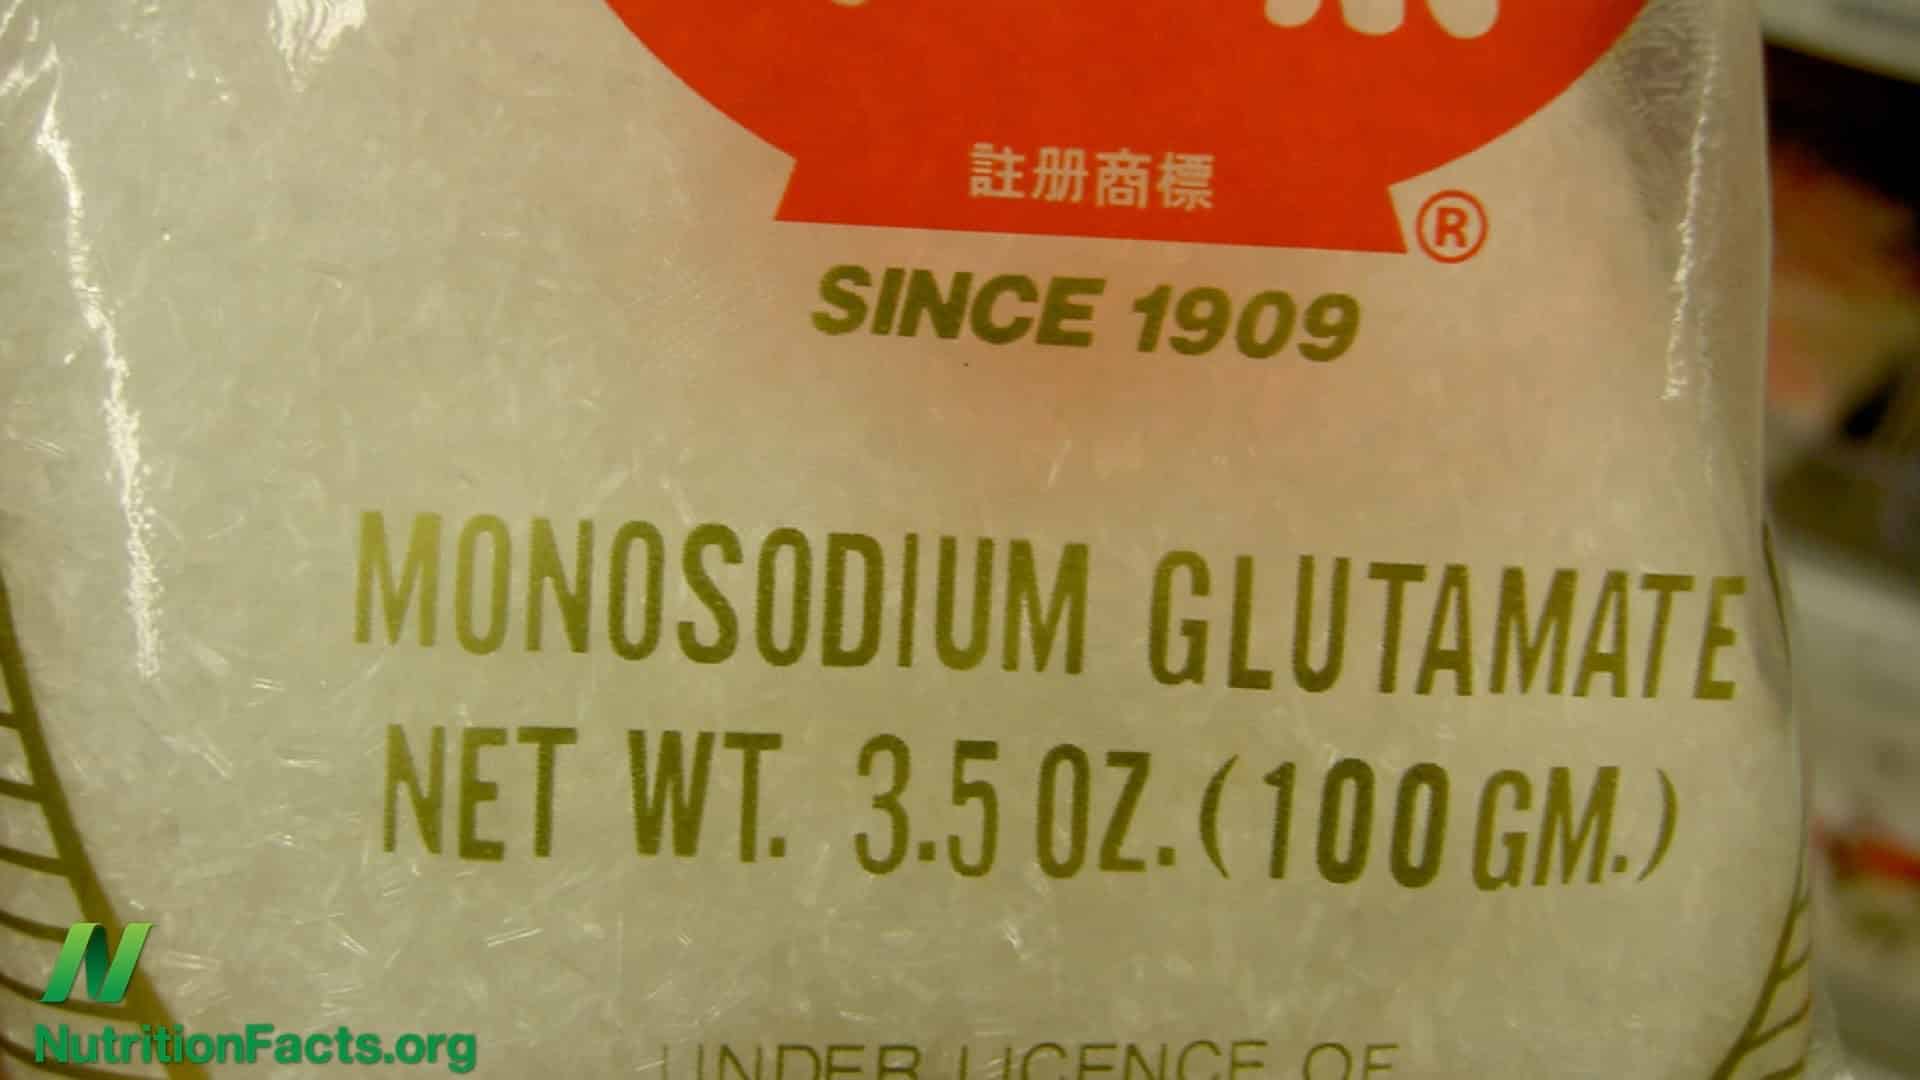 註册商標
®
SINCE 1909
MONOSODIUM GLUTAMATE
NET WT. 3.5 OZ. (100 GM.)
UNDER LICENCE OF
NutritionFacts.org